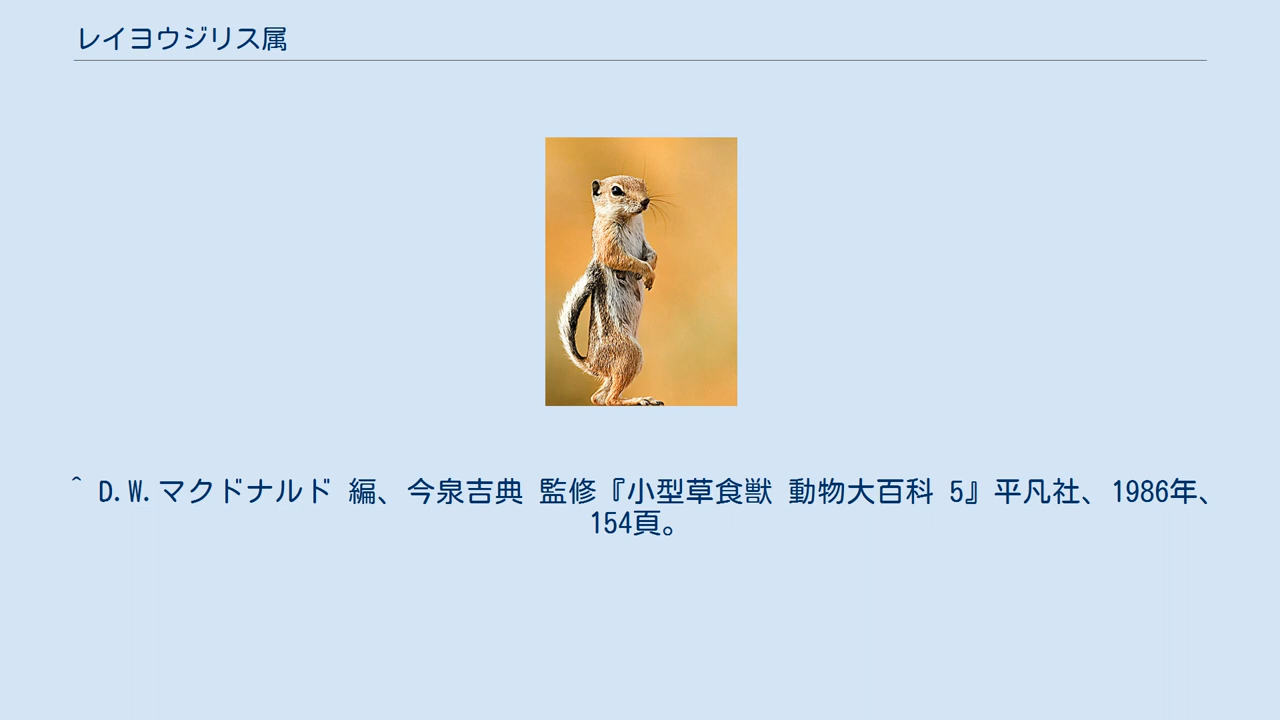 レイヨウジリス属
^ D.W.マクドナルド 編、今泉吉典 監修『小型草食獣 動物大百科 5』平凡社、1986年、
154頁。